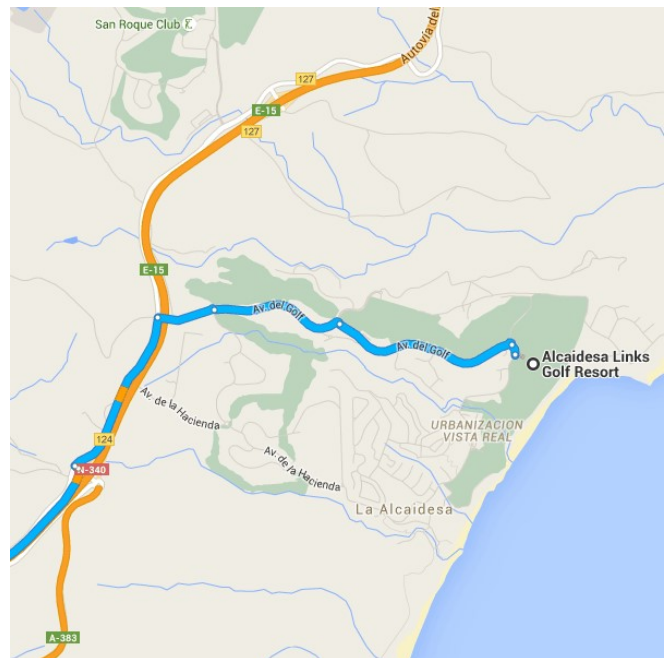 San Roque Club
Autovía del
127
E-15
127
E-15
Av. del Golf
Av. del Golf
Alcaidesa Links
Golf Resort
Av. de la Hacienda
URBANIZACION
VISTA REAL
124
N-340
Av. de la Hacienda
La Alcaidesa
A-383